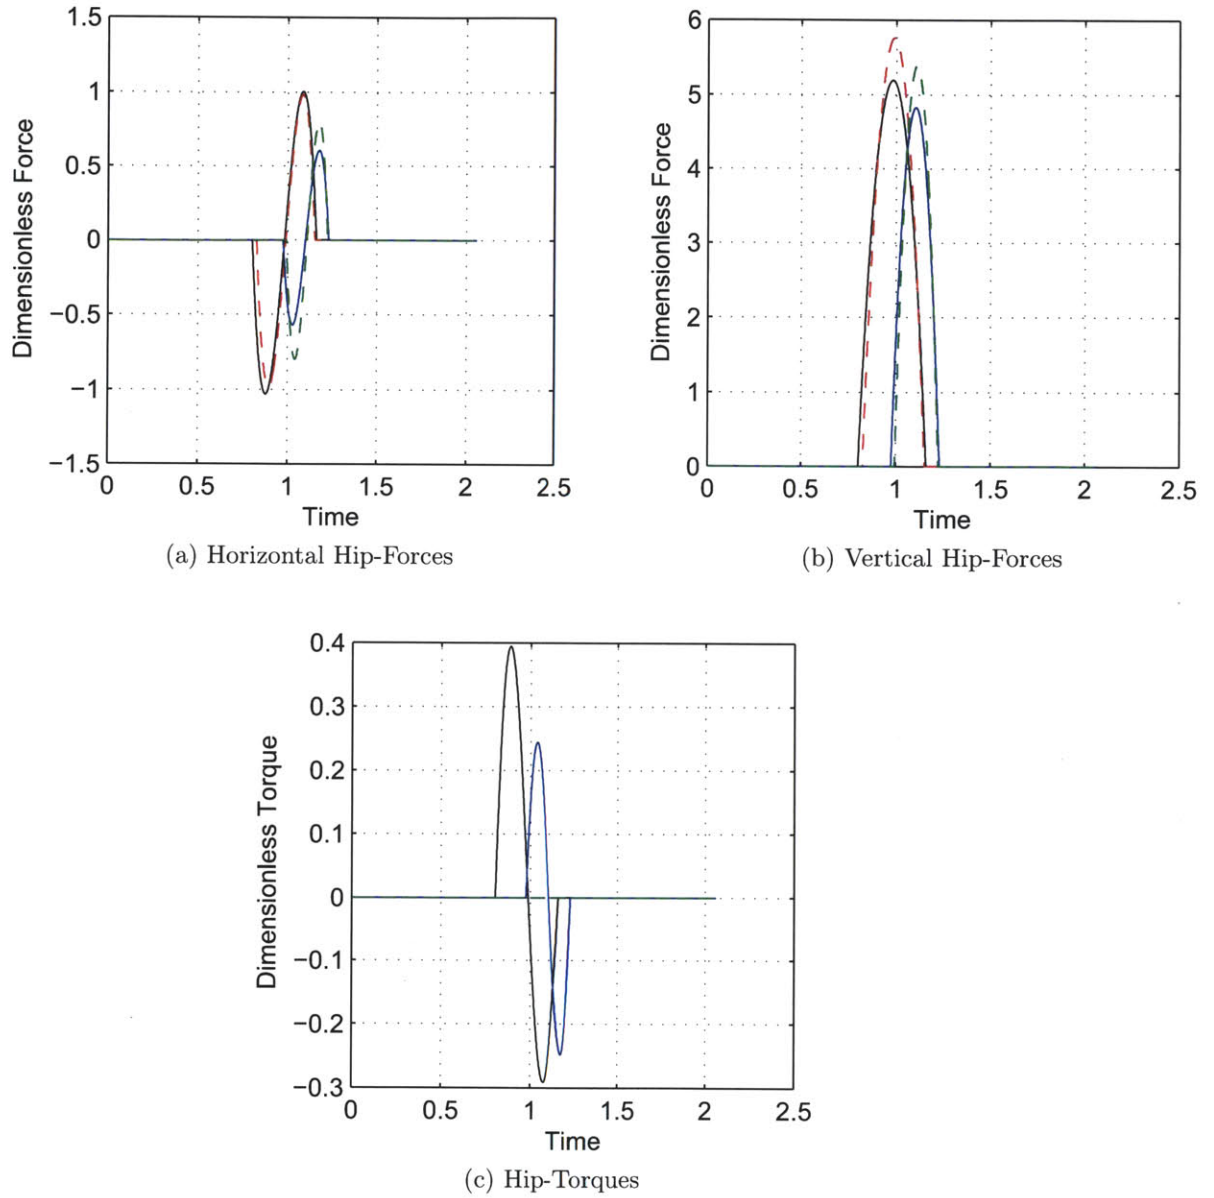 1.5
1
0.5
0
−0.5
−1
−1.5
Dimensionless Force
0 0.5 1 1.5 2 2.5
Time
(a) Horizontal Hip-Forces
6
5
4
3
2
1
0
Dimensionless Force
0 0.5 1 1.5 2 2.5
Time
(b) Vertical Hip-Forces
0.4
0.3
0.2
0.1
0
−0.1
−0.2
−0.3
Dimensionless Torque
0 0.5 1 1.5 2 2.5
Time
(c) Hip-Torques